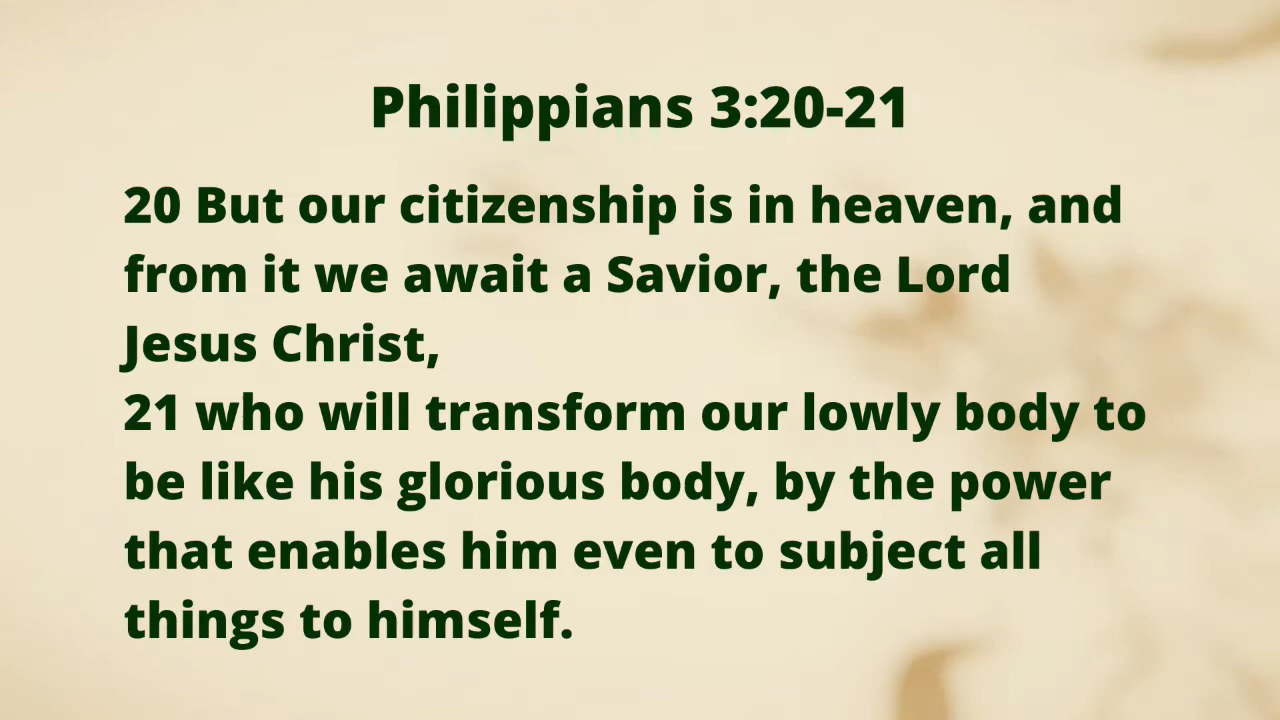 Philippians 3:20-21
20 But our citizenship is in heaven, and
from it we await a Savior, the Lord
Jesus Christ,
21 who will transform our lowly body to
be like his glorious body, by the power
that enables him even to subject all
things to himself.